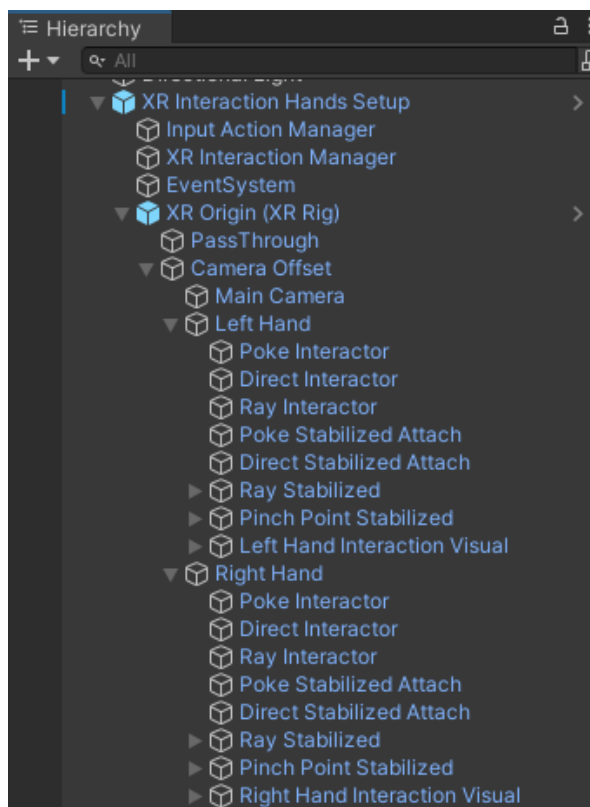 Hierarchy
All
Directional Light
XR Interaction Hands Setup
Input Action Manager
XR Interaction Manager
EventSystem
XR Origin (XR Rig)
PassThrough
Camera Offset
Main Camera
Left Hand
Poke Interactor
Direct Interactor
Ray Interactor
Poke Stabilized Attach
Direct Stabilized Attach
Ray Stabilized
Pinch Point Stabilized
Left Hand Interaction Visual
Right Hand
Poke Interactor
Direct Interactor
Ray Interactor
Poke Stabilized Attach
Direct Stabilized Attach
Ray Stabilized
Pinch Point Stabilized
Right Hand Interaction Visual